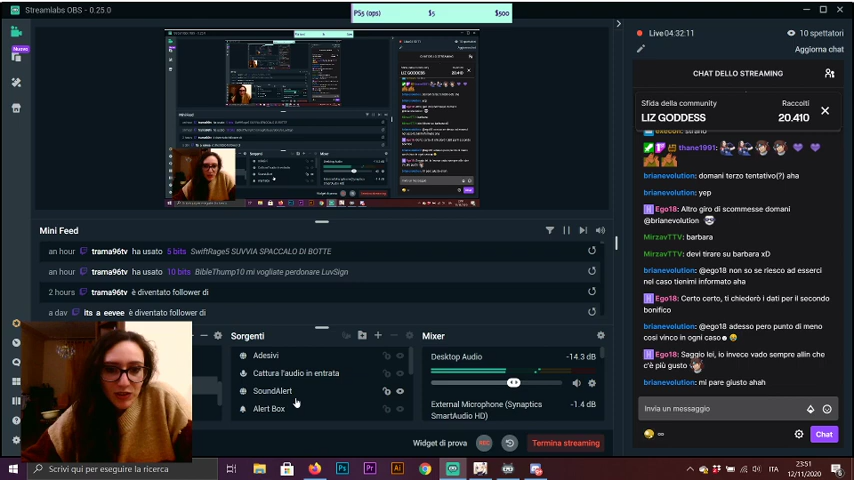 Streamlabs OBS - 0.25.0
PS5 (ops) $5 $500
Nuevo
Live 04:32:11
10 spettatori
Aggiorna chat
CHAT DELLO STREAMING
Sfida della community
Raccolti
LIZ GODDESS
20.410
thane1991:
brianevolution: domani terzo tentativo(?) aha
brianevolution: yep
Ego18: Altro giro di scommesse domani
@brianevolution
MirzavTTV: barbara
MirzavTTV: devi tirare su barbara xD
brianevolution: @ego18 non so se riesco ad esserci
nel caso tienimi informato aha
Ego18: Certo certo, ti chiederò i dati per il secondo
bonifico
brianevolution: @ego18 adesso pero punto di meno
cosi vinco in ogni caso
Ego18: Saggio lei, io invece vado sempre allin che
c'è più gusto
brianevolution: mi pare giusto ahah
Invia un messaggio
Chat
Mini Feed
an hour trama96tv ha usato 5 bits SwiftRage5 SUVVIA SPACCALO DI BOTTE
an hour trama96tv ha usato 10 bits BibleThump10 mi vogliate perdonare LuvSign
2 hours trama96tv è diventato follower di
a day its_a_eevee è diventato follower di
Sorgenti
Adesivi
Cattura l'audio in entrata
SoundAlert
Alert Box
Mixer
Desktop Audio
-14.3 dB
External Microphone (Synaptics
SmartAudio HD)
-1.4 dB
Widget di prova
REC
Termina streaming
Scrivi qui per eseguire la ricerca
ITA
23:51
12/11/2020